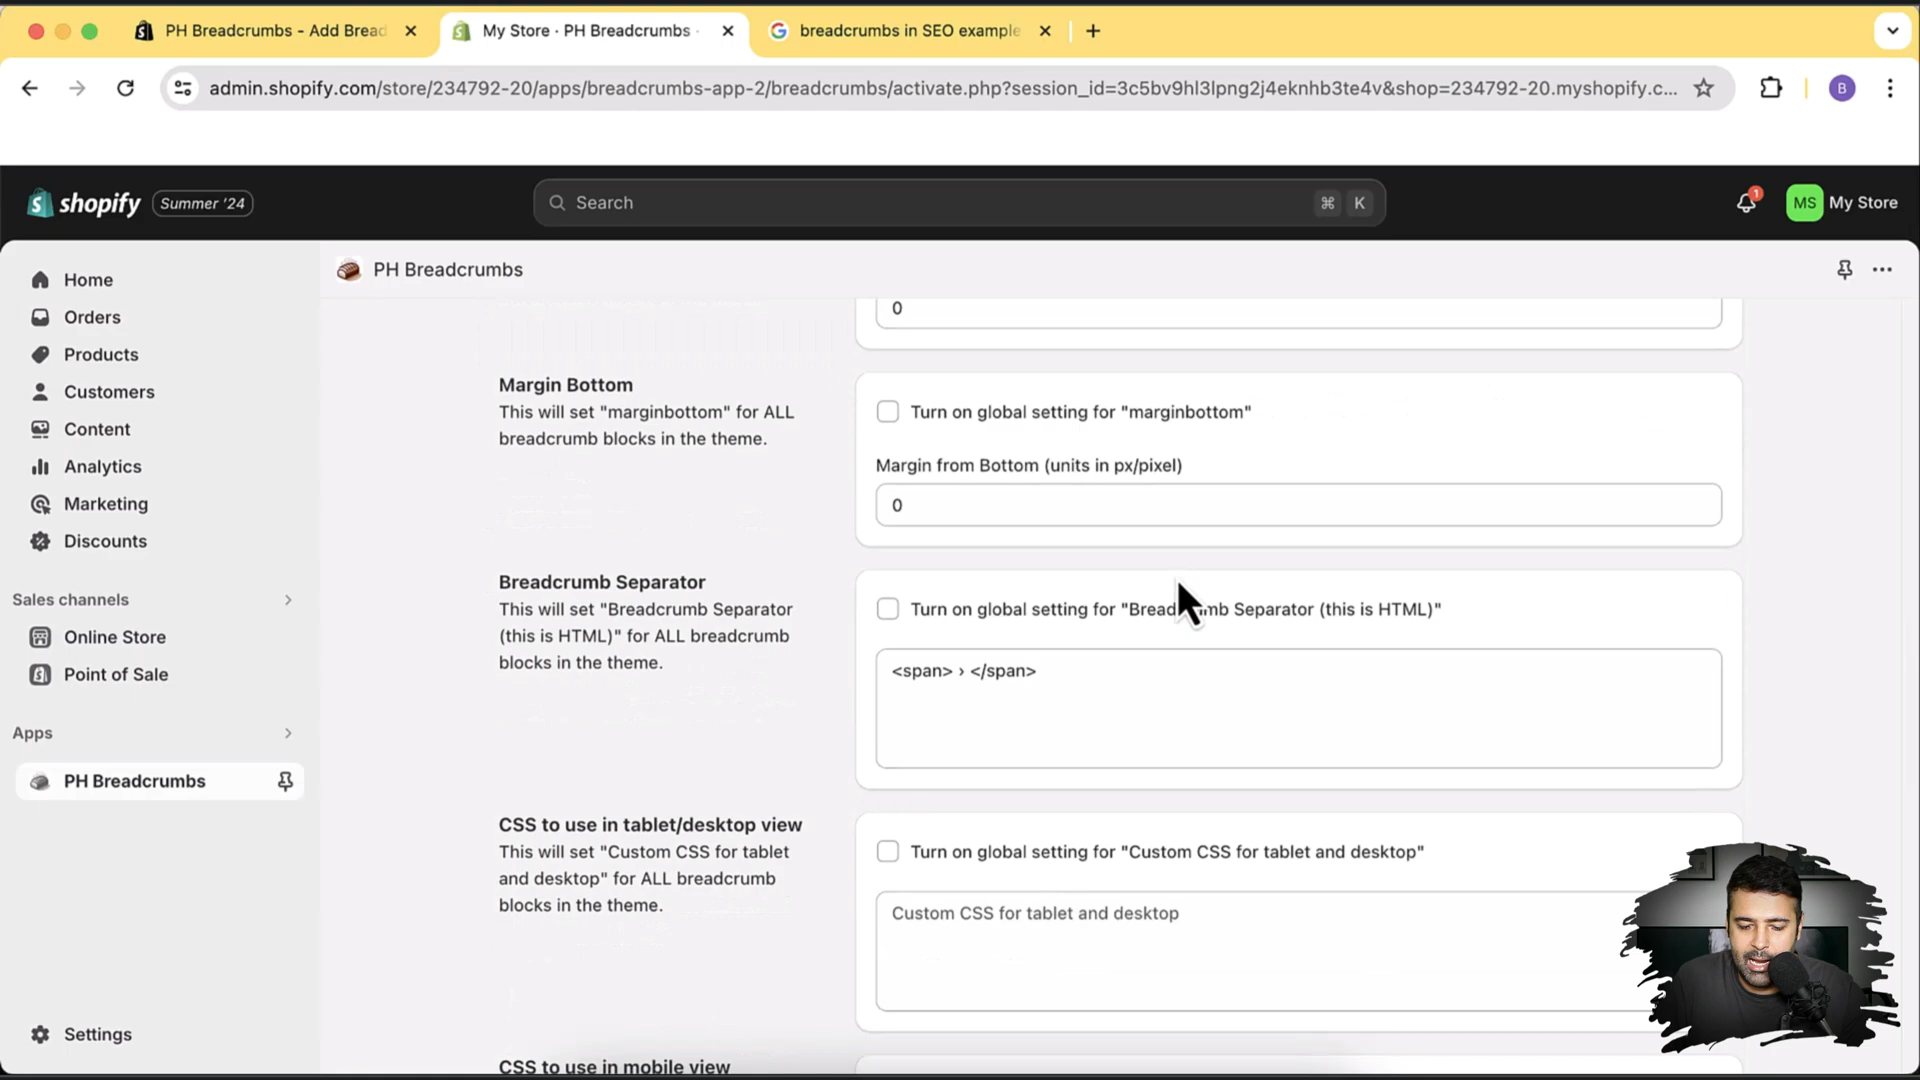 PH Breadcrumbs - Add Bread
My Store · PH Breadcrumbs ·
breadcrumbs in SEO example
admin.shopify.com/store/234792-20/apps/breadcrumbs-app-2/breadcrumbs/activate.php?session_id=3c5bv9hl3lpng2j4eknhb3te4v&shop=234792-20.myshopify.c...
B
shopify
Summer '24
Search
⌘ K
1
MS
My Store
Home
Orders
Products
Customers
Content
Analytics
Marketing
Discounts
Sales channels
Online Store
Point of Sale
Apps
PH Breadcrumbs
Settings
PH Breadcrumbs
0
Margin Bottom
This will set "marginbottom" for ALL
breadcrumb blocks in the theme.
Turn on global setting for "marginbottom"
Margin from Bottom (units in px/pixel)
0
Breadcrumb Separator
This will set "Breadcrumb Separator
(this is HTML)" for ALL breadcrumb
blocks in the theme.
Turn on global setting for "Breadcrumb Separator (this is HTML)"
<span> › </span>
CSS to use in tablet/desktop view
This will set "Custom CSS for tablet
and desktop" for ALL breadcrumb
blocks in the theme.
Turn on global setting for "Custom CSS for tablet and desktop"
Custom CSS for tablet and desktop
CSS to use in mobile view